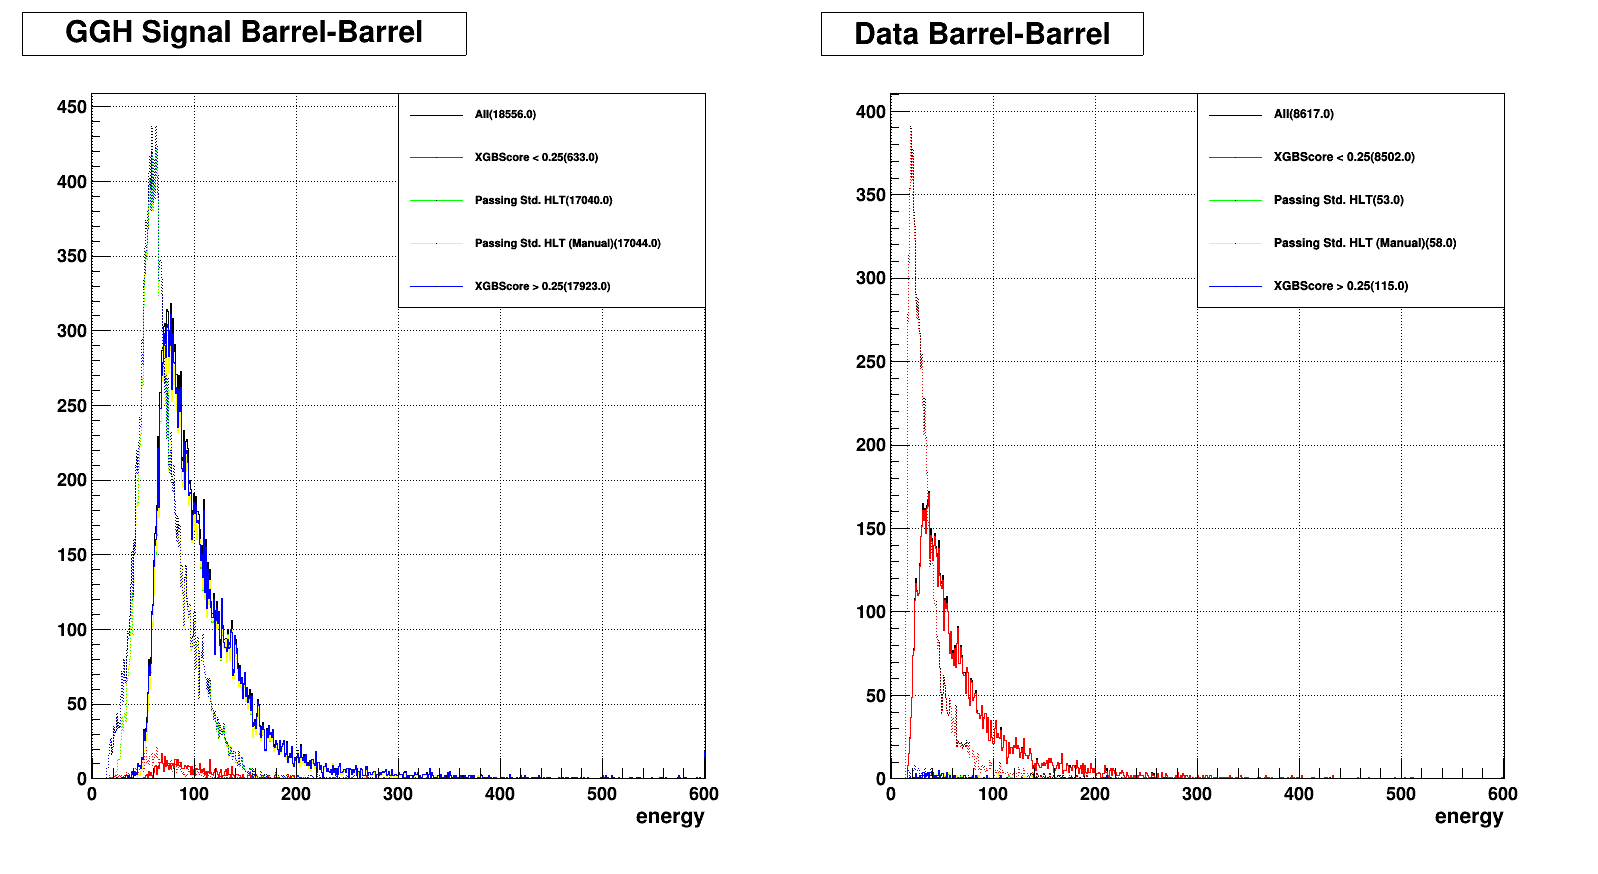 GGH Signal Barrel-Barrel
450
400
350
300
250
200
150
100
50
0
0 100 200 300 400 500 600
energy
All(18556.0)
XGBScore < 0.25(633.0)
Passing Std. HLT(17040.0)
Passing Std. HLT (Manual)(17044.0)
XGBScore > 0.25(17923.0)
Data Barrel-Barrel
400
350
300
250
200
150
100
50
0
0 100 200 300 400 500 600
energy
All(8617.0)
XGBScore < 0.25(8502.0)
Passing Std. HLT(53.0)
Passing Std. HLT (Manual)(58.0)
XGBScore > 0.25(115.0)